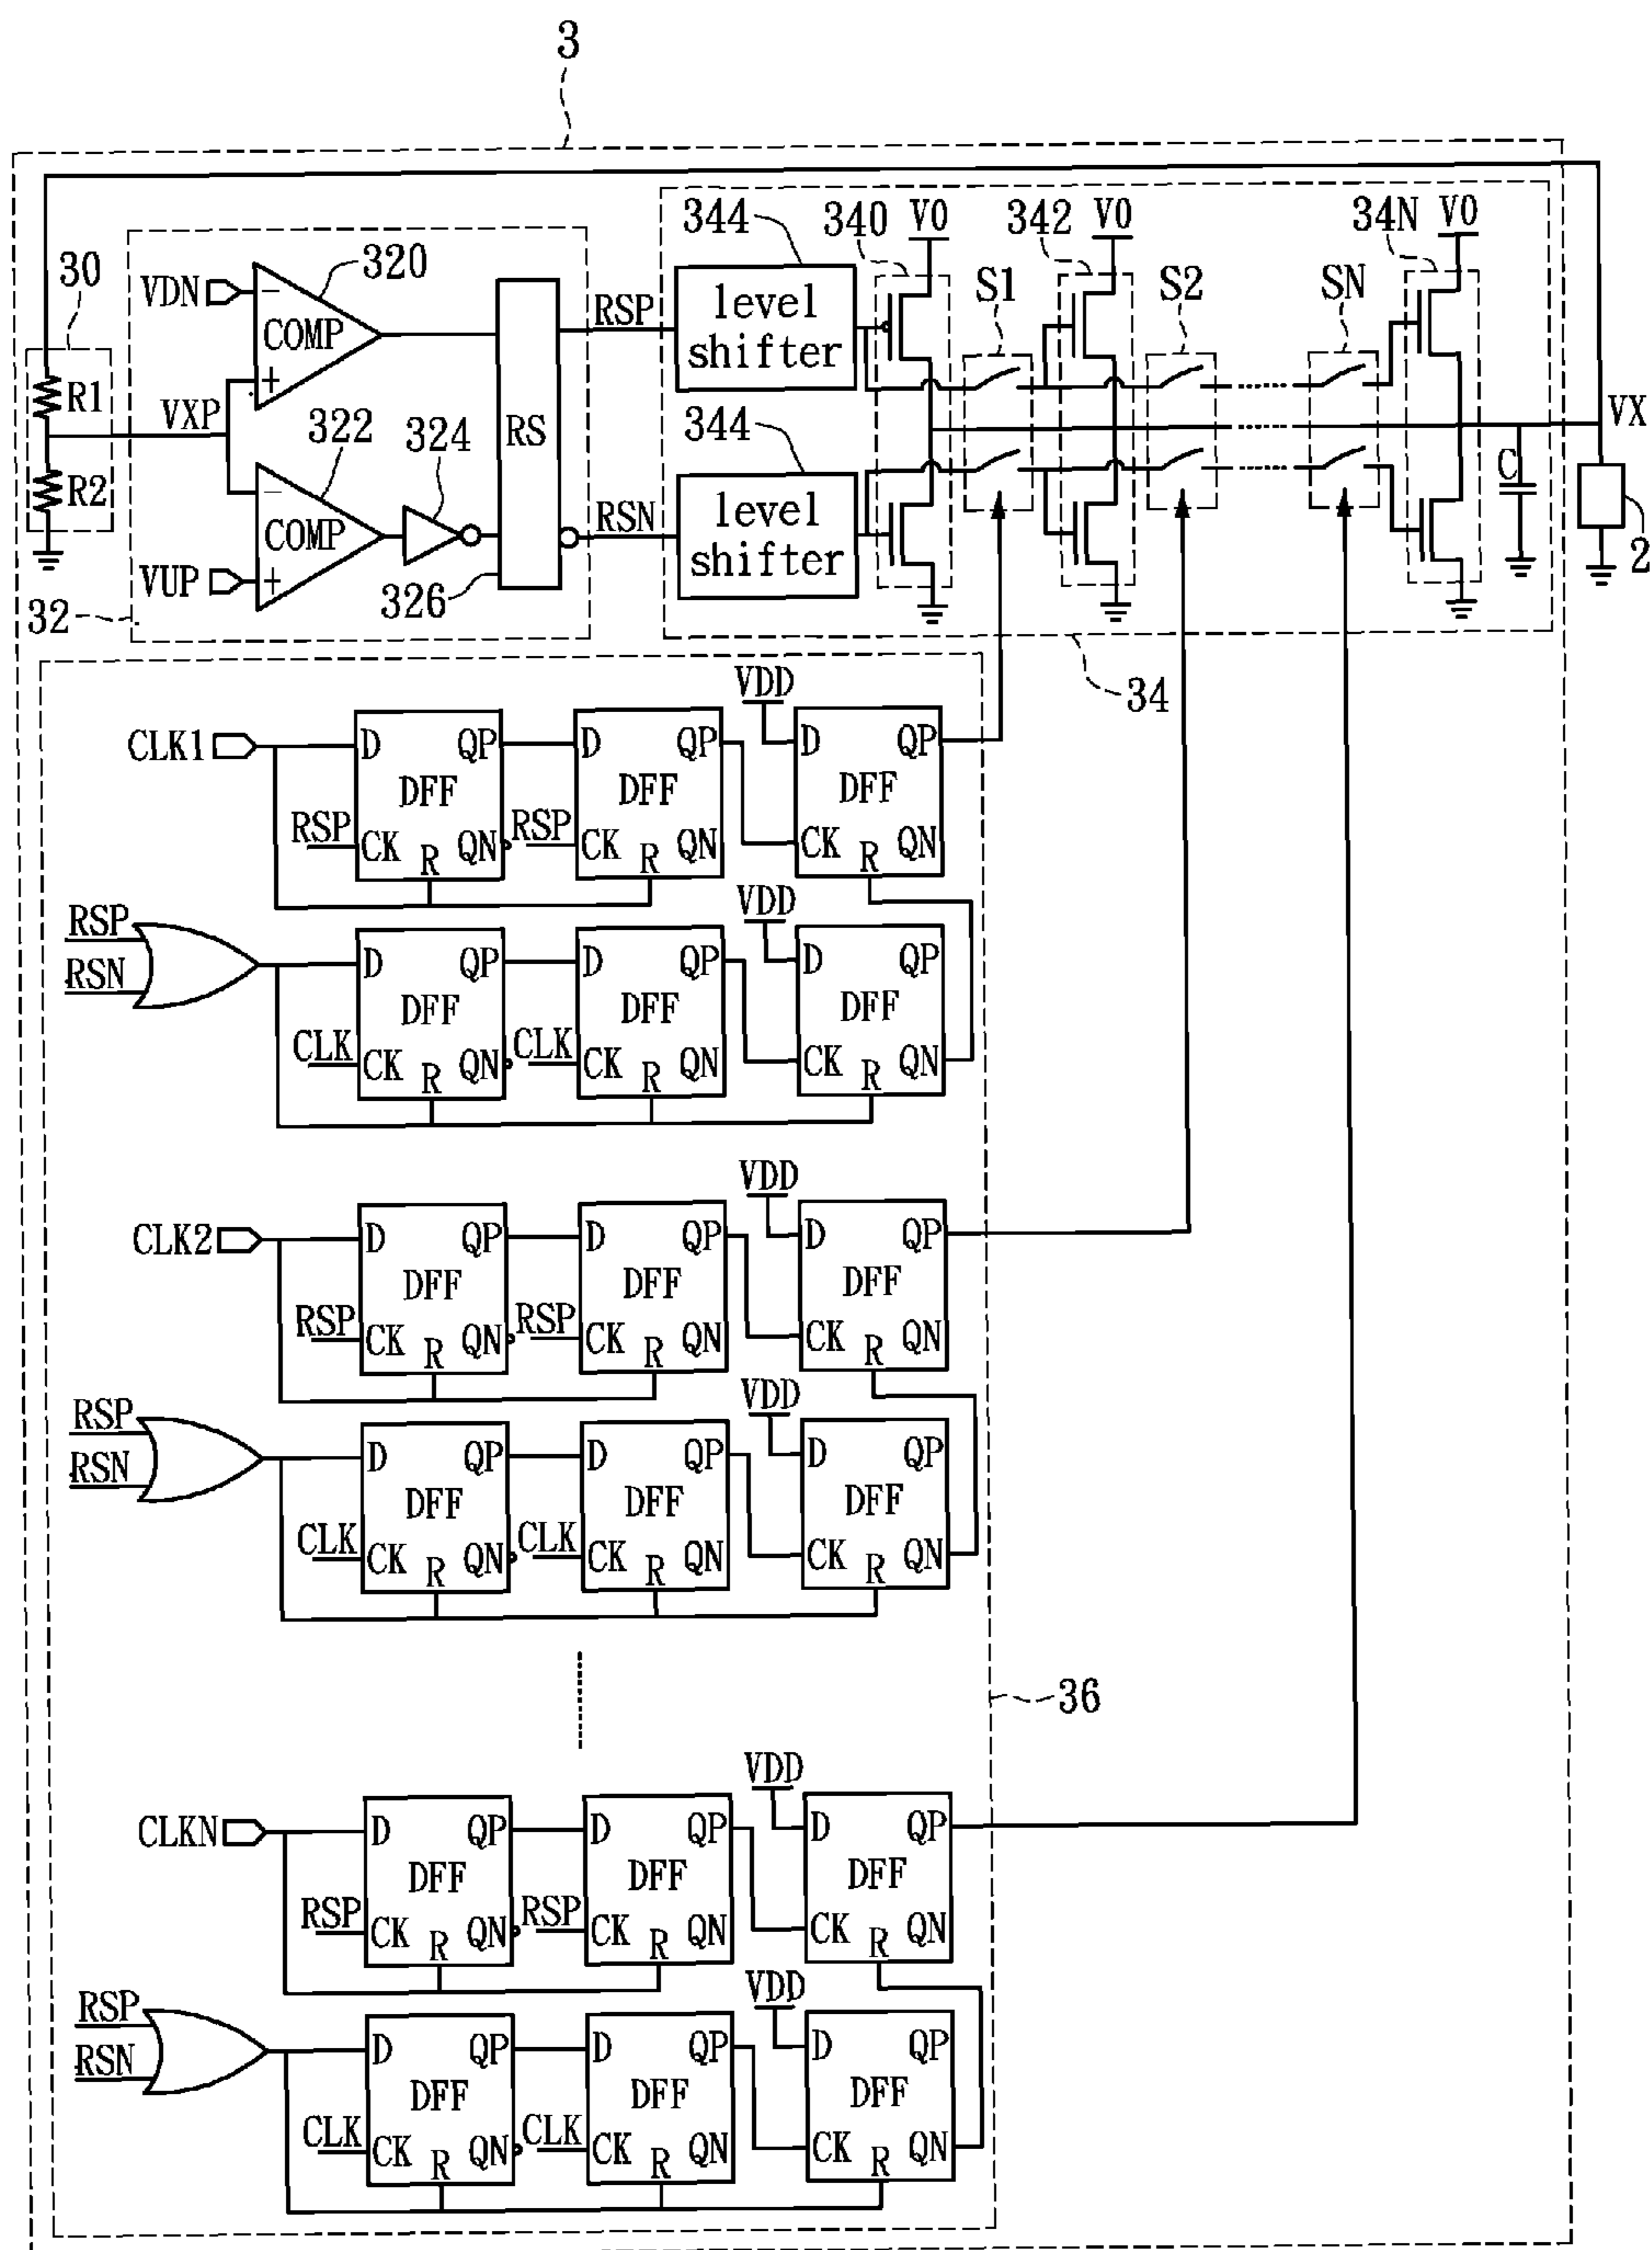 3
344
340
V0
342
V0
34N
V0
30
VDN
320
COMP
RSP
level
shifter
S1
S2
SN
R1
VXP
322
324
RS
344
VX
R2
COMP
RSN
level
shifter
C
VUP
326
2
32
34
VDD
CLK1
D
QP
D
QP
D
QP
DFF
DFF
DFF
RSP
CK
R
QN
RSP
CK
R
QN
CK
R
QN
VDD
RSP
RSN
D
QP
D
QP
D
QP
DFF
DFF
DFF
CLK
CK
R
QN
CLK
CK
R
QN
CK
R
QN
VDD
CLK2
D
QP
D
QP
D
QP
DFF
DFF
DFF
RSP
CK
R
QN
RSP
CK
R
QN
CK
R
QN
VDD
RSP
RSN
D
QP
D
QP
D
QP
DFF
DFF
DFF
CLK
CK
R
QN
CLK
CK
R
QN
CK
R
QN
36
VDD
CLKN
D
QP
D
QP
D
QP
DFF
DFF
DFF
RSP
CK
R
QN
RSP
CK
R
QN
CK
R
QN
VDD
RSP
RSN
D
QP
D
QP
D
QP
DFF
DFF
DFF
CLK
CK
R
QN
CLK
CK
R
QN
CK
R
QN